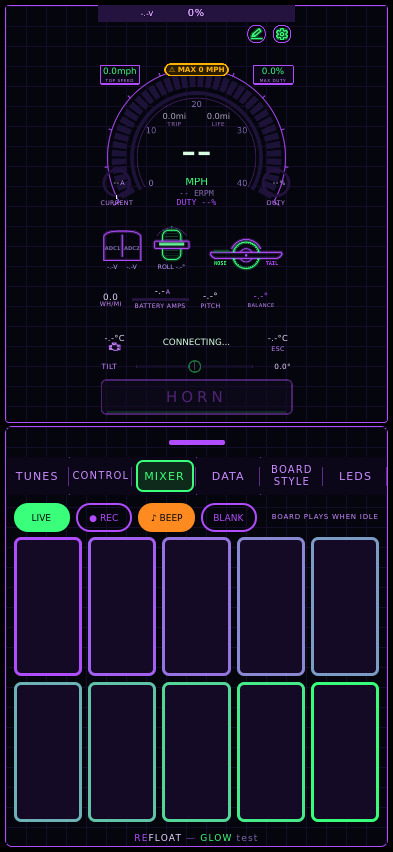 -.-V 0%
0.0mph
TOP SPEED
⚠ MAX 0 MPH
0.0%
MAX DUTY
20
0.0mi 0.0mi
TRIP LIFE
10 30
-- 
0 40
MPH
--A --%
-- ERPM
CURRENT DUTY --% DUTY
ADC1 ADC2
NOSE TAIL
-.-V -.-V ROLL -.-°
0.0 -.-A -.-° -.-°
WH/MI BATTERY AMPS PITCH BALANCE
-.-°C CONNECTING... -.-°C
ESC
TILT 0.0°
HORN
TUNES CONTROL MIXER DATA BOARD STYLE LEDS
LIVE ● REC ♪ BEEP BLANK BOARD PLAYS WHEN IDLE
REFLOAT — GLOW test